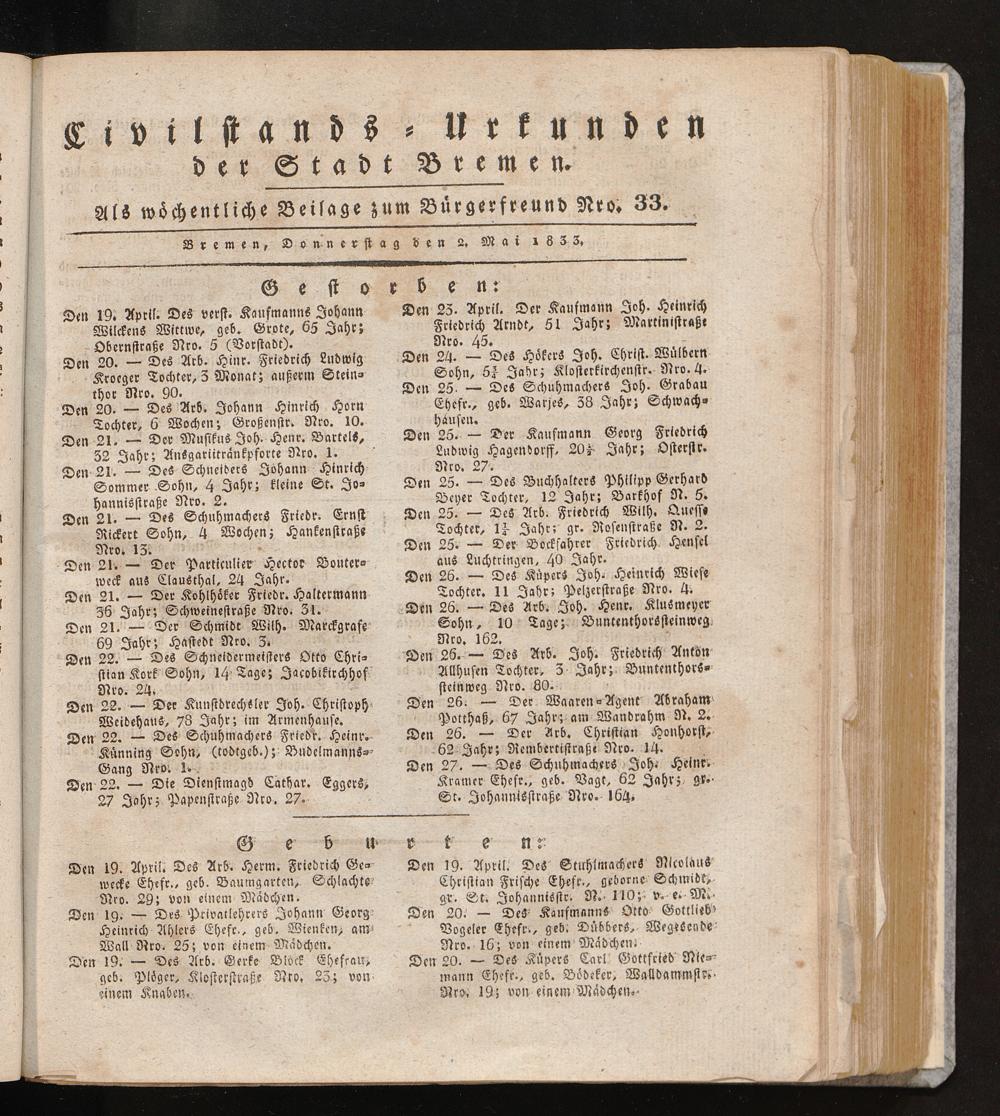 Civilstands-Urkunden
der Stadt Bremen.
Als wöchentliche Beilage zum Bürgerfreund Nro. 33.
Bremen, Donnerstag den 2. Mai 1833.
Gestorben:
Den 19. April. Des verst. Kaufmanns Johann
Wilckens Wittwe, geb. Grote, 65 Jahr;
Obernstraße Nro. 5 (Vorstadt).
Den 20. — Des Arb. Hinr. Friedrich Ludwig
Kroeger Tochter, 3 Monat; außerm Stein-
thor Nro. 90.
Den 20. — Des Arb. Johann Hinrich Horn
Tochter, 6 Wochen; Großenstr. Nro. 10.
Den 21. — Der Musikus Joh. Henr. Bartels,
32 Jahr; Ansgaritränkpforte Nro. 1.
Den 21. — Des Schneiders Johann Hinrich
Sommer Sohn, 4 Jahr; kleine St. Jo-
hannisstraße Nro. 2.
Den 21. — Des Schuhmachers Friedr. Ernst
Rickert Sohn, 4 Wochen; Hankenstraße
Nro. 13.
Den 21. — Der Particulier Hector Bouter-
weck aus Clausthal, 24 Jahr.
Den 21. — Der Kohlhöker Friedr. Haltermann
36 Jahr; Schweinestraße Nro. 31.
Den 21. — Der Schmidt Wilh. Marckgrafe
69 Jahr; Hastedt Nro. 3.
Den 22. — Des Schneidermeisters Otto Chri-
stian Kork Sohn, 14 Tage; Jacobikirchhof
Nro. 24.
Den 22. — Der Kunstdrechsler Joh. Christoph
Weidehaus, 78 Jahr; im Armenhause.
Den 22. — Des Schuhmachers Friedr. Heinr.
Künning Sohn, (todtgeb.); Budelmanns-
Gang Nro. 1.
Den 22. — Die Dienstmagd Cathar. Eggers,
27 Jahr; Papenstraße Nro. 27.
Den 23. April. Der Kaufmann Joh. Heinrich
Friedrich Arndt, 51 Jahr; Martinistraße
Nro. 45.
Den 24. — Des Hökers Joh. Christ. Wülbern
Sohn, 5¾ Jahr; Klosterkirchenstr. Nro. 4.
Den 25. — Des Schuhmachers Joh. Grabau
Ehefr., geb. Warjes, 38 Jahr; Schwach-
hausen.
Den 25. — Der Kaufmann Georg Friedrich
Ludwig Hagendorff, 20½ Jahr; Osterstr.
Nro. 27.
Den 25. — Des Buchhalters Philipp Gerhard
Beyer Tochter, 12 Jahr; Barkhof N. 5.
Den 25. — Des Arb. Friedrich Wilh. Quesse
Tochter, Jahr; gr. Rosenstraße N. 2.
Den 25. — Der Bockfahrer Friedrich Hensel
aus Luchtringen, 40 Jahr.
Den 26. — Des Küpers Joh. Heinrich Wiese
Tochter, 11 Jahr; Pelzerstraße Nro. 4.
Den 26. — Des Arb. Joh. Henr. Klusmeyer
Sohn, 10 Tage; Buntenthorssteinweg
Nro. 162.
Den 26. — Des Arb. Joh. Friedrich Anton
Allhusen Tochter, 3 Jahr; Buntenthors-
steinweg Nro. 80.
Den 26. — Der Waaren-Agent Abraham
Potthaß, 67 Jahr; am Wandrahm N. 2.
Den 26. — Der Arb. Christian Honhorst,
62 Jahr; Rembertistraße Nro. 14.
Den 27. — Des Schuhmachers Joh. Heinr.
Kramer Ehefr., geb. Vagt, 62 Jahr; gr.
St. Johannisstraße Nro. 164.
Geburten:
Den 19. April. Des Arb. Herm. Friedrich Ge-
wecke Ehefr., geb. Baumgarten, Schlachte
Nro. 29; von einem Mädchen.
Den 19. — Des Privatlehrers Johann Georg
Heinrich Ahlers Ehefr., geb. Wienken, am
Wall Nro. 25; von einem Mädchen.
Den 19. — Des Arb. Gerke Block Ehefrau,
geb. Plöger, Klosterstraße Nro. 23; von
einem Knaben.
Den 19. April. Des Stuhlmachers Nicolaus
Christian Frische Ehefr., geborne Schmidt,
gr. St. Johannisstr. N. 110; v. e. M.
Den 20. — Des Kaufmanns Otto Gottlieb
Vogeler Ehefr., geb. Dübbers, Wegesende
Nro. 16; von einem Mädchen.
Den 20. — Des Küpers Carl Gottfried Nie-
mann Ehefr., geb. Bödeker, Walldammstr.
Nro. 19; von einem Mädchen.